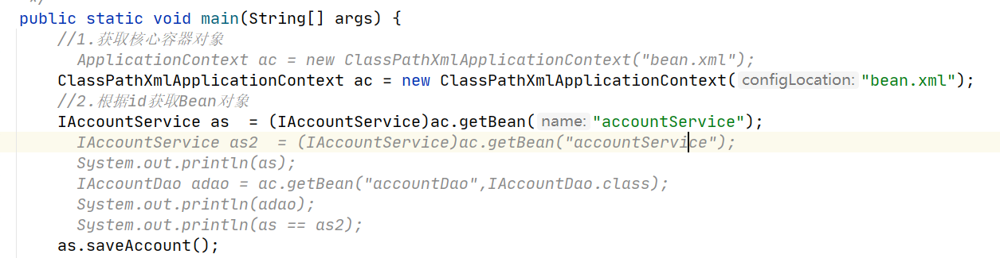 */
public static void main(String[] args) {
//1.获取核心容器对象
ApplicationContext ac = new ClassPathXmlApplicationContext("bean.xml");
ClassPathXmlApplicationContext ac = new ClassPathXmlApplicationContext( configLocation: "bean.xml");
//2.根据id获取Bean对象
IAccountService as  = (IAccountService)ac.getBean( name: "accountService");
IAccountService as2  = (IAccountService)ac.getBean("accountService");
System.out.println(as);
IAccountDao adao = ac.getBean("accountDao",IAccountDao.class);
System.out.println(adao);
System.out.println(as == as2);
as.saveAccount();